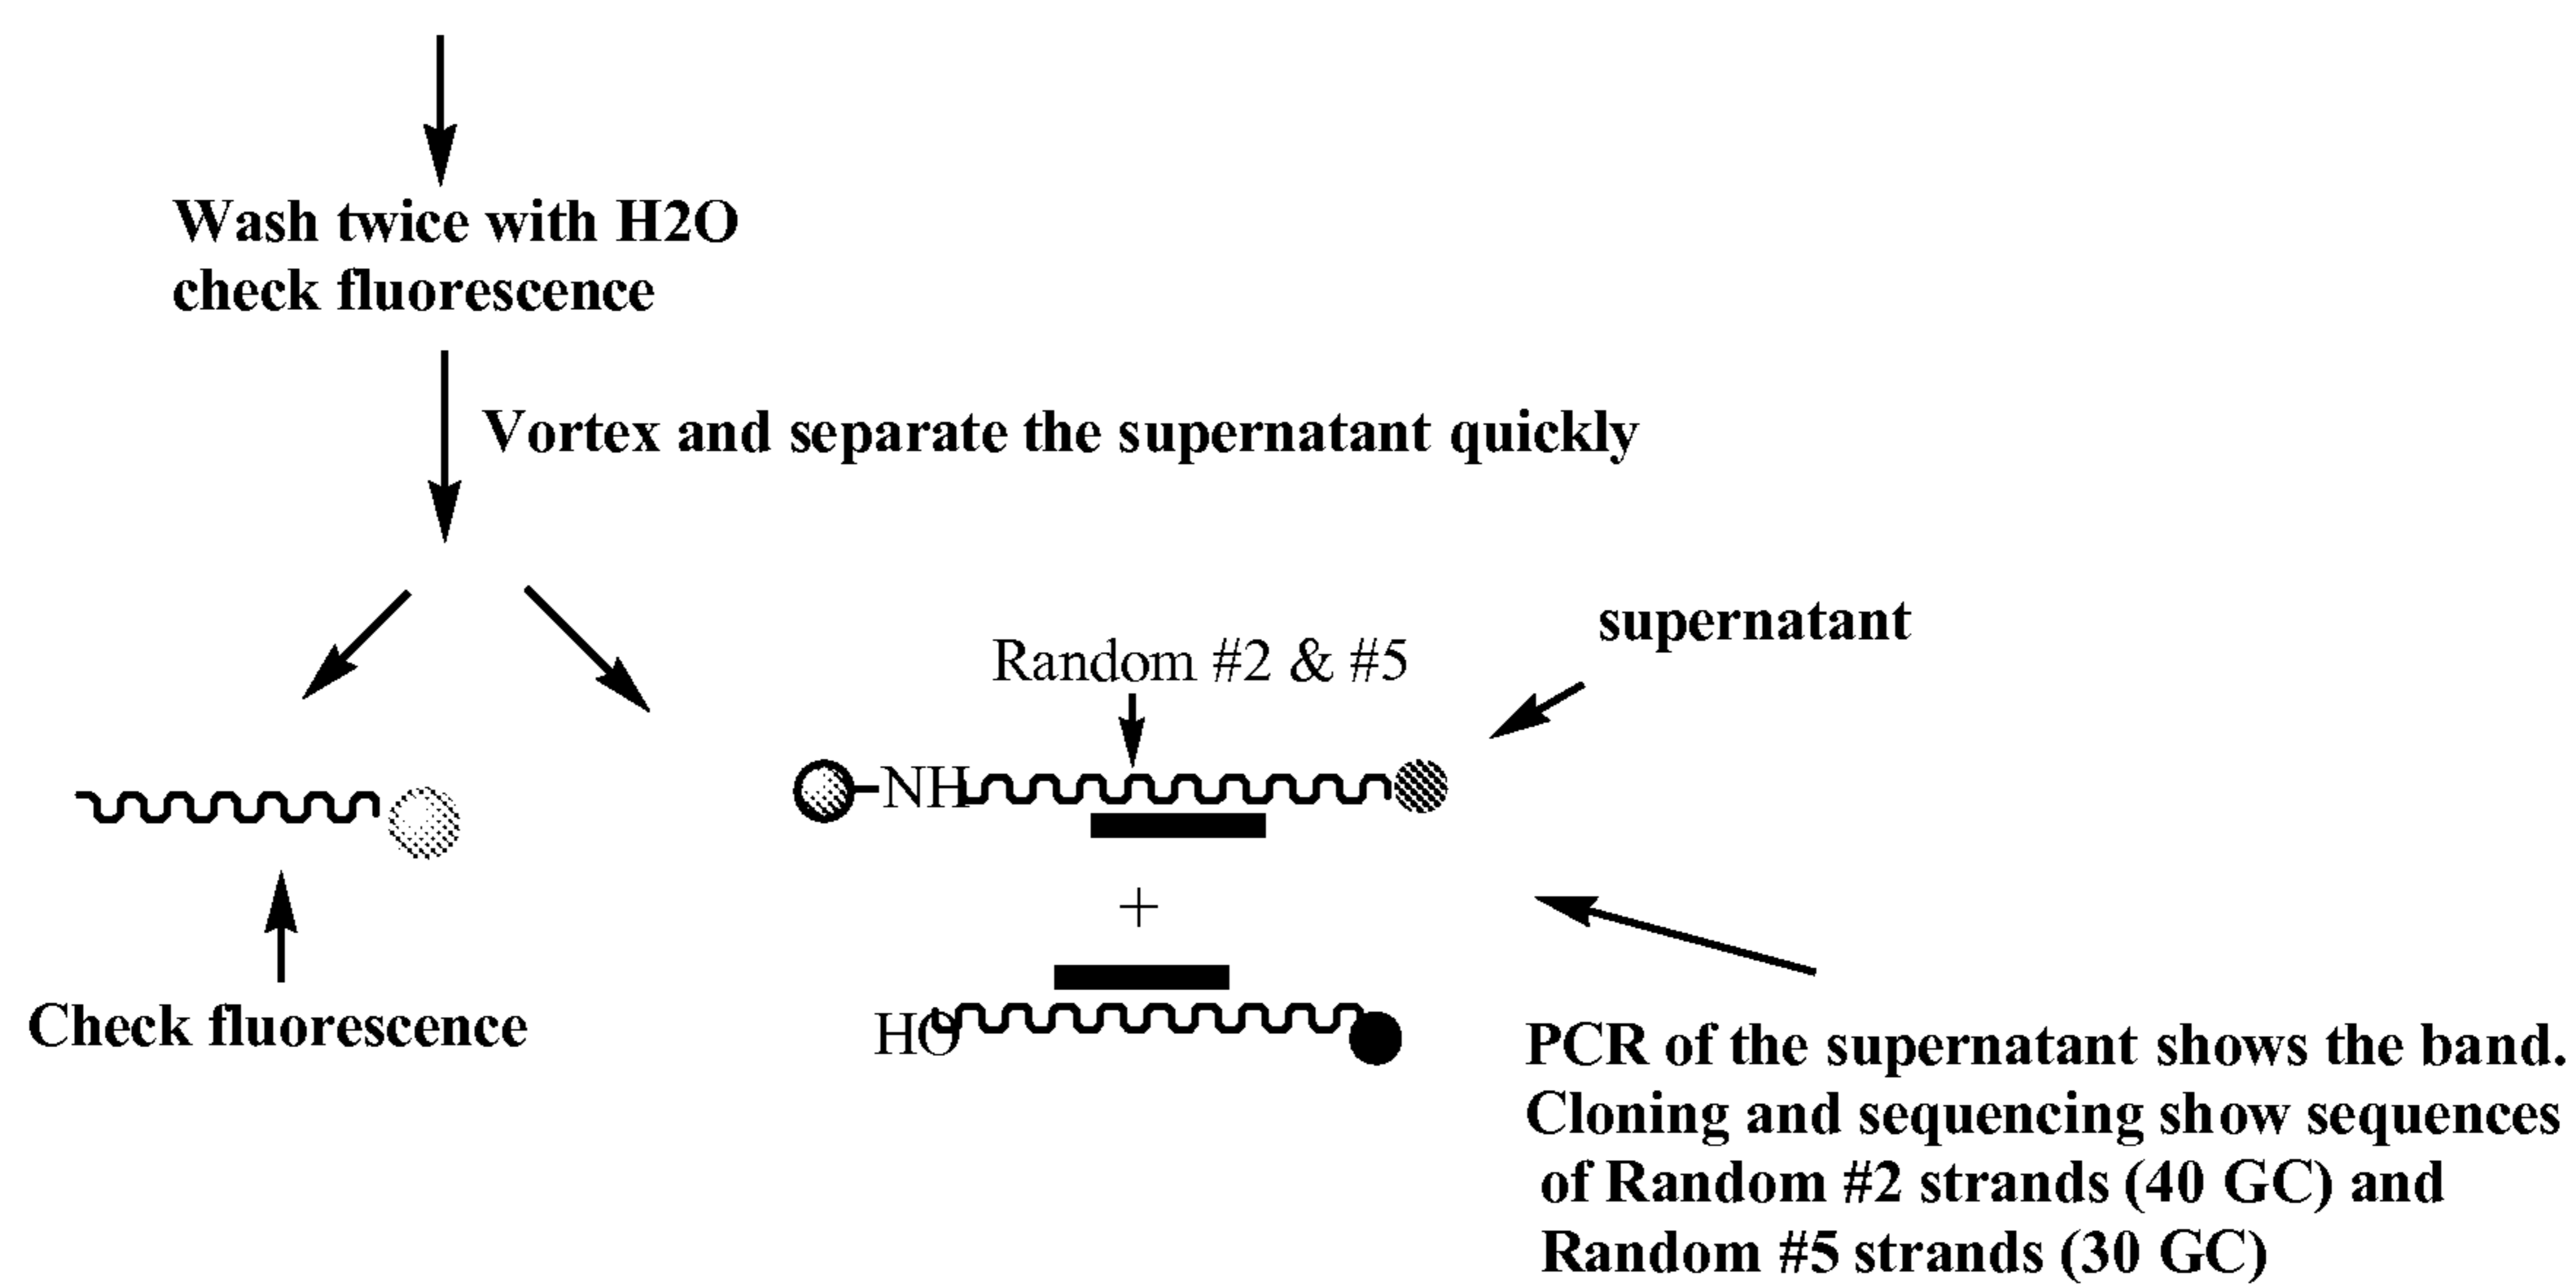 Wash twice with H2O
check fluorescence
Vortex and separate the supernatant quickly
supernatant
Random #2 & #5
NH
HO
Check fluorescence
+
PCR of the supernatant shows the band.
Cloning and sequencing show sequences
of Random #2 strands (40 GC) and
Random #5 strands (30 GC)